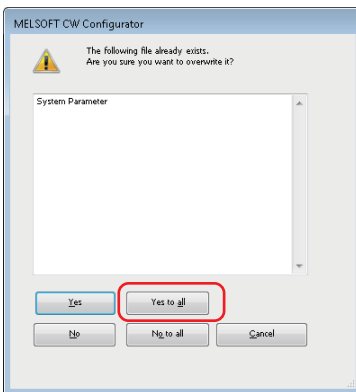 MELSOFT CW Configurator
The following file already exists.
Are you sure you want to overwrite it?
System Parameter
Yes
Yes to all
No
No to all
Cancel